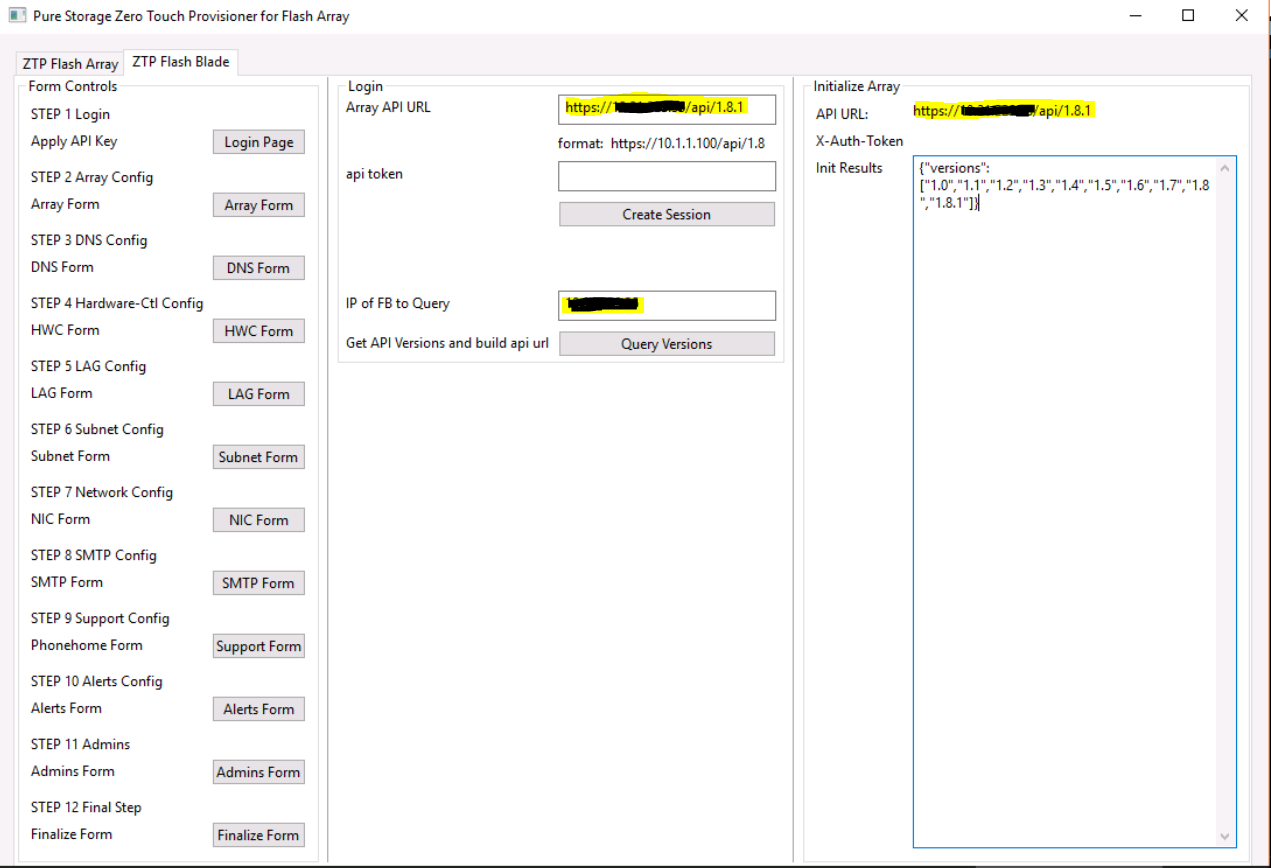 Pure Storage Zero Touch Provisioner for Flash Array
ZTP Flash Array
ZTP Flash Blade
Form Controls
STEP 1 Login
Apply API Key
Login Page
STEP 2 Array Config
Array Form
Array Form
STEP 3 DNS Config
DNS Form
DNS Form
STEP 4 Hardware-Ctl Config
HWC Form
HWC Form
STEP 5 LAG Config
LAG Form
LAG Form
STEP 6 Subnet Config
Subnet Form
Subnet Form
STEP 7 Network Config
NIC Form
NIC Form
STEP 8 SMTP Config
SMTP Form
SMTP Form
STEP 9 Support Config
Phonehome Form
Support Form
STEP 10 Alerts Config
Alerts Form
Alerts Form
STEP 11 Admins
Admins Form
Admins Form
STEP 12 Final Step
Finalize Form
Finalize Form
Login
Array API URL
https:// /api/1.8.1
format: https://10.1.1.100/api/1.8
api token
Create Session
IP of FB to Query
Get API Versions and build api url
Query Versions
Initialize Array
API URL:
https:// /api/1.8.1
X-Auth-Token
Init Results
{"versions":
["1.0","1.1","1.2","1.3","1.4","1.5","1.6","1.7","1.8
","1.8.1"]}